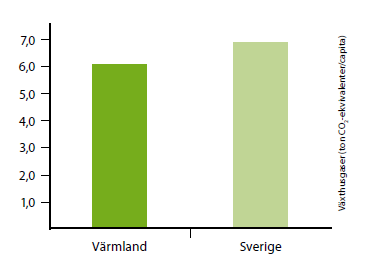 7,0
6,0
5,0
4,0
3,0
2,0
1,0
Värmland
Sverige
Växthusgaser (ton CO₂-ekvivalenter/capita)